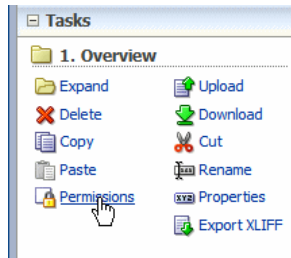 Tasks
1. Overview
Expand Upload
Delete Download
Copy Cut
Paste Rename
Permissions Properties
Export XLIFF